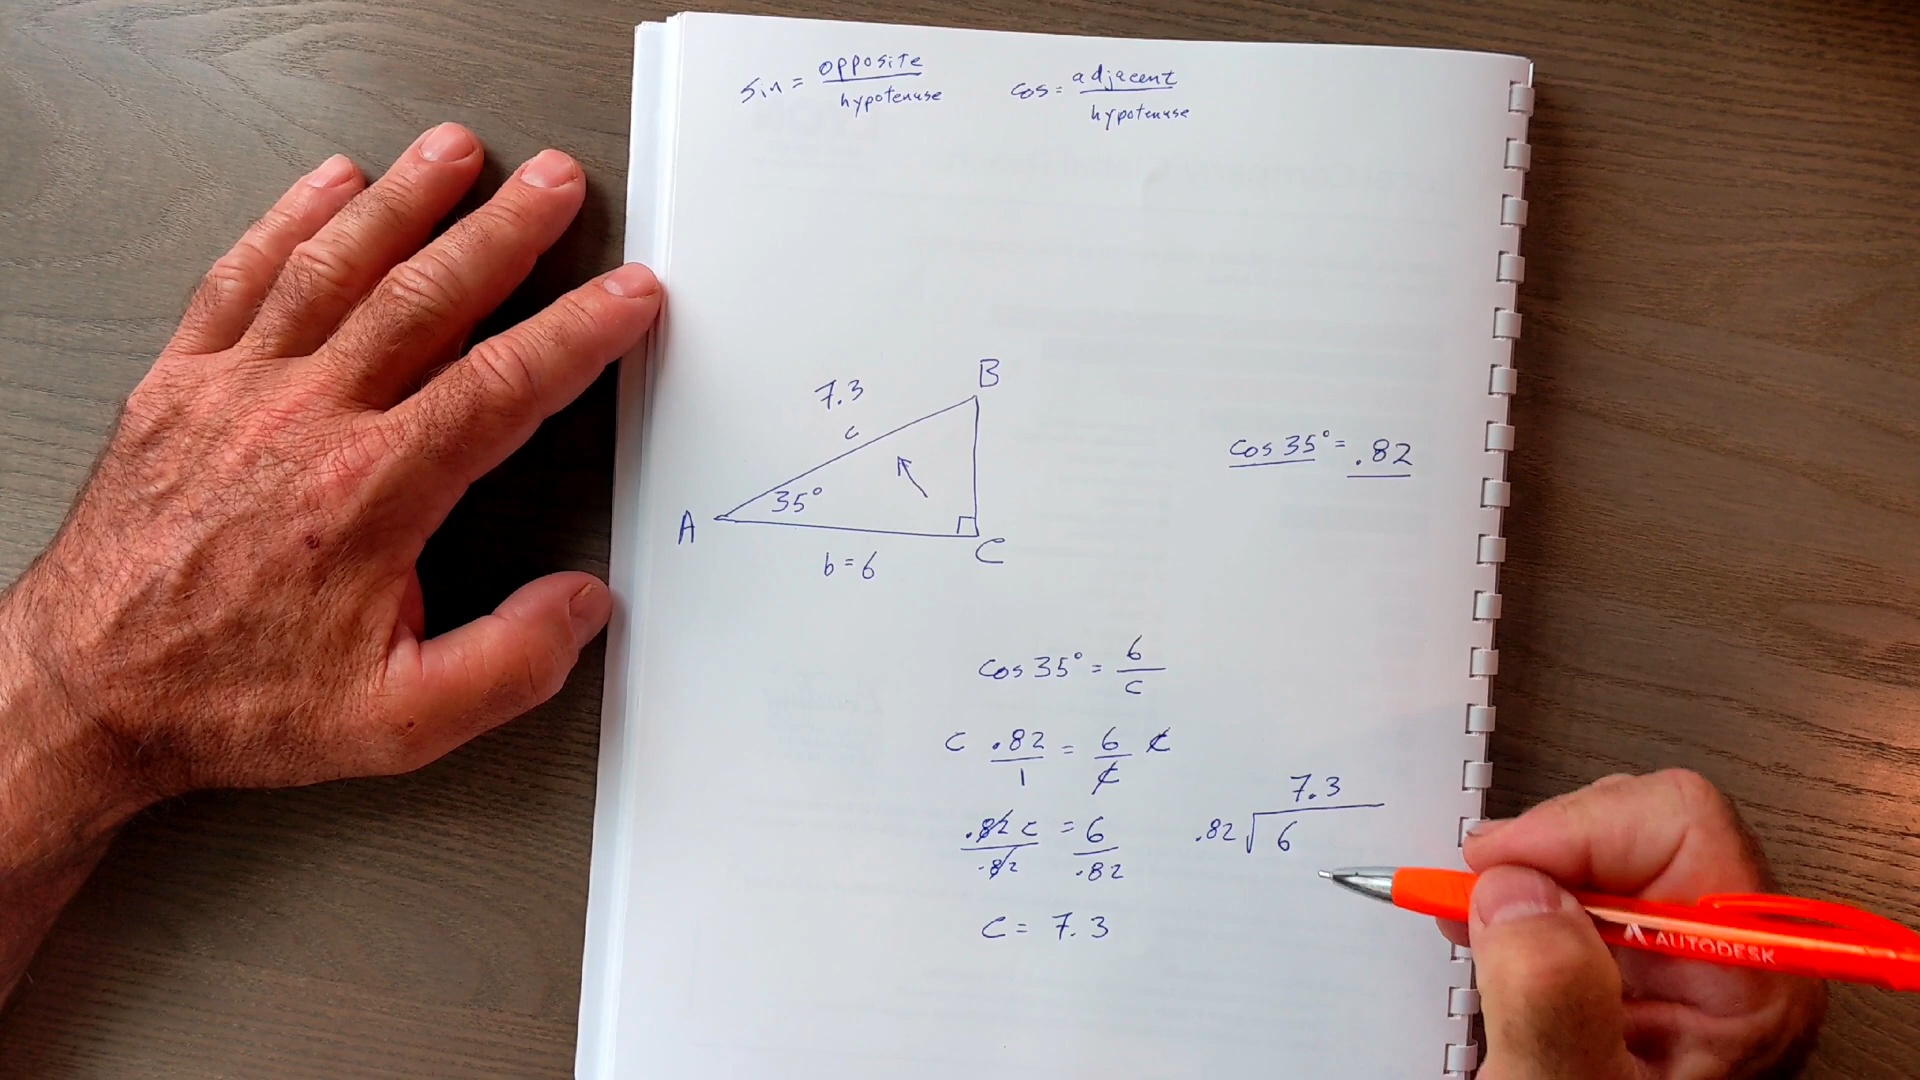 sin = opposite / hypotenuse
cos = adjacent / hypotenuse
B
7.3
c
cos 35° = .82
35°
A
C
b = 6
cos 35° = 6 / c
c .82 / 1 = 6 / c c
.82 c / .82 = 6 / .82
c = 7.3
7.3
.82 √ 6
AUTODESK